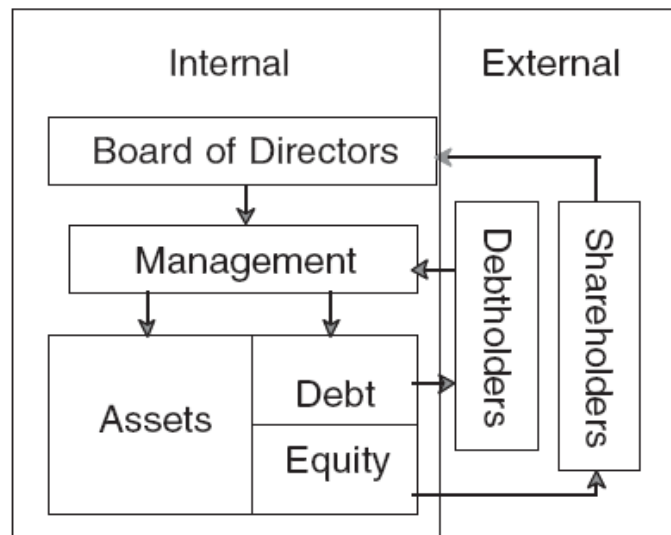 Internal
External
Board of Directors
Management
Debtholders
Shareholders
Assets
Debt
Equity